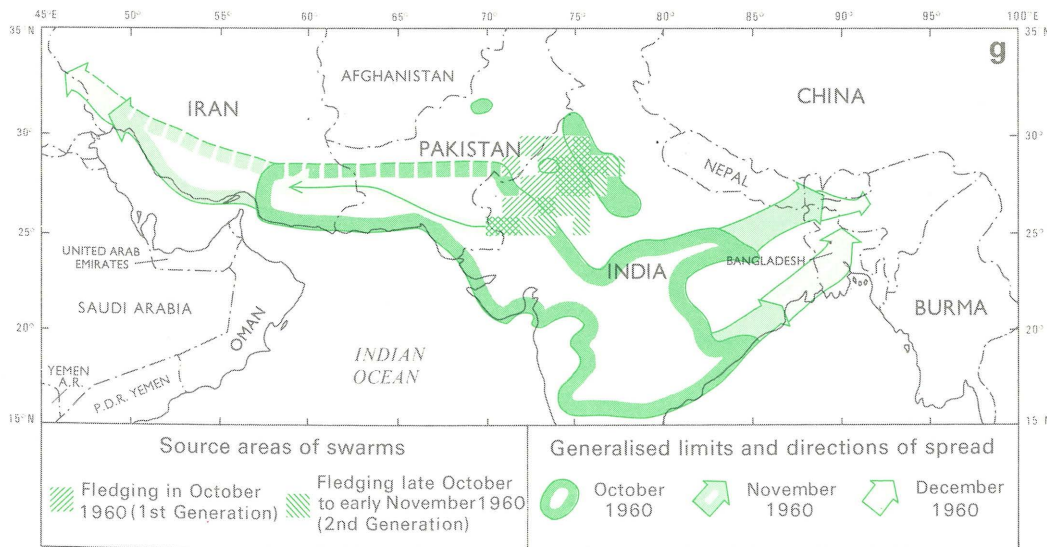 45°E 50° 55° 60° 65° 70° 75° 80° 85° 90° 95° 100°E
35°N 35°N
g
AFGHANISTAN
IRAN
CHINA
30° 30°
PAKISTAN
NEPAL
25° 25°
UNITED ARAB
EMIRATES
INDIA
BANGLADESH
SAUDI ARABIA
BURMA
OMAN
20° 20°
INDIAN
OCEAN
YEMEN
A.R.
P.D.R. YEMEN
15°N 15°N
Source areas of swarms
Fledging in October
1960 (1st Generation)
Fledging late October
to early November 1960
(2nd Generation)
Generalised limits and directions of spread
October
1960
November
1960
December
1960